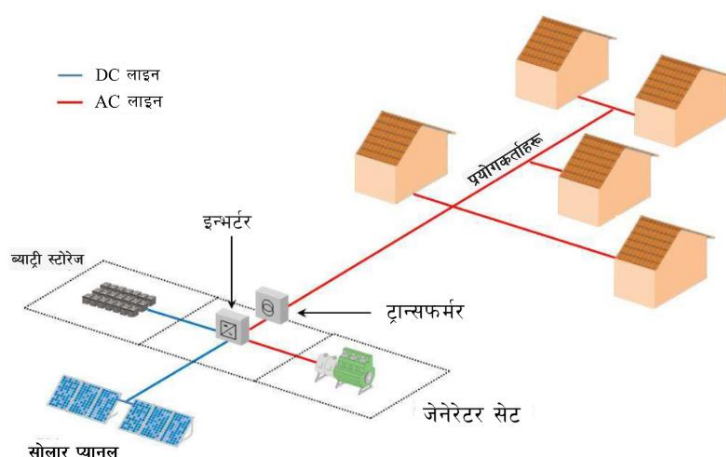 DC लाइन
AC लाइन
प्रयोगकर्ताहरू
इन्भर्टर
ब्याट्री स्टोरेज
ट्रान्सफर्मर
जेनेरेटर सेट
सोलार प्यानल